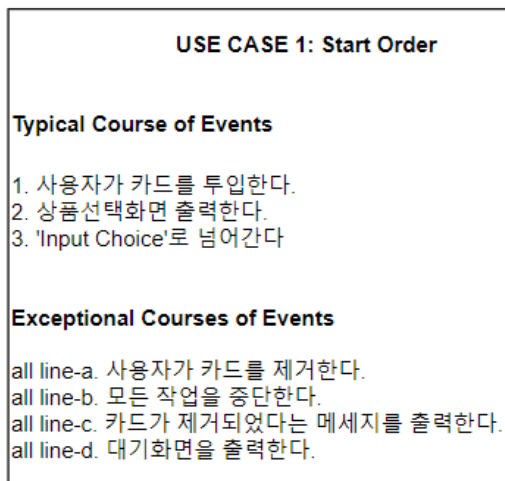 USE CASE 1: Start Order
Typical Course of Events
1. 사용자가 카드를 투입한다.
2. 상품선택화면 출력한다.
3. 'Input Choice'로 넘어간다
Exceptional Courses of Events
all line-a. 사용자가 카드를 제거한다.
all line-b. 모든 작업을 중단한다.
all line-c. 카드가 제거되었다는 메세지를 출력한다.
all line-d. 대기화면을 출력한다.